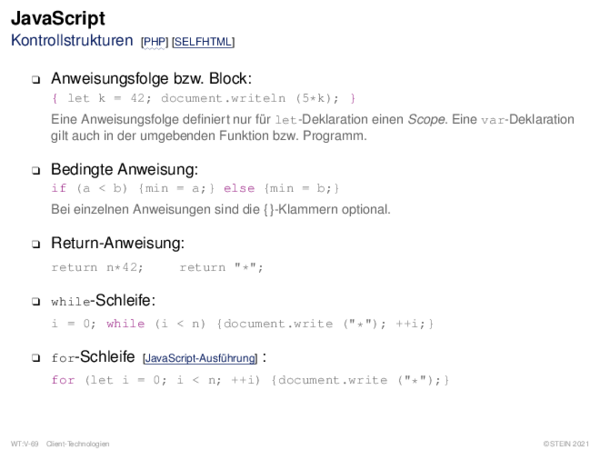 JavaScript
Kontrollstrukturen [PHP] [SELFHTML]
❑ Anweisungsfolge bzw. Block:
{ let k = 42; document.writeln (5*k); }
Eine Anweisungsfolge definiert nur für let-Deklaration einen Scope. Eine var-Deklaration
gilt auch in der umgebenden Funktion bzw. Programm.
❑ Bedingte Anweisung:
if (a < b) {min = a;} else {min = b;}
Bei einzelnen Anweisungen sind die {}-Klammern optional.
❑ Return-Anweisung:
return n*42; return "*";
❑ while-Schleife:
i = 0; while (i < n) {document.write ("*"); ++i;}
❑ for-Schleife [JavaScript-Ausführung] :
for (let i = 0; i < n; ++i) {document.write ("*");}
WT:V-69 Client-Technologien ©STEIN 2021